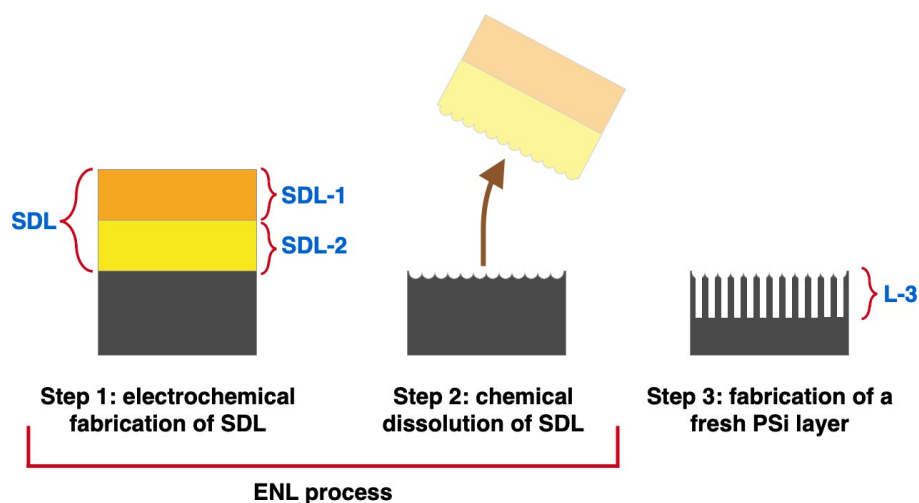 SDL
SDL-1
SDL-2
L-3
Step 1: electrochemical
fabrication of SDL
Step 2: chemical
dissolution of SDL
Step 3: fabrication of a
fresh PSi layer
ENL process